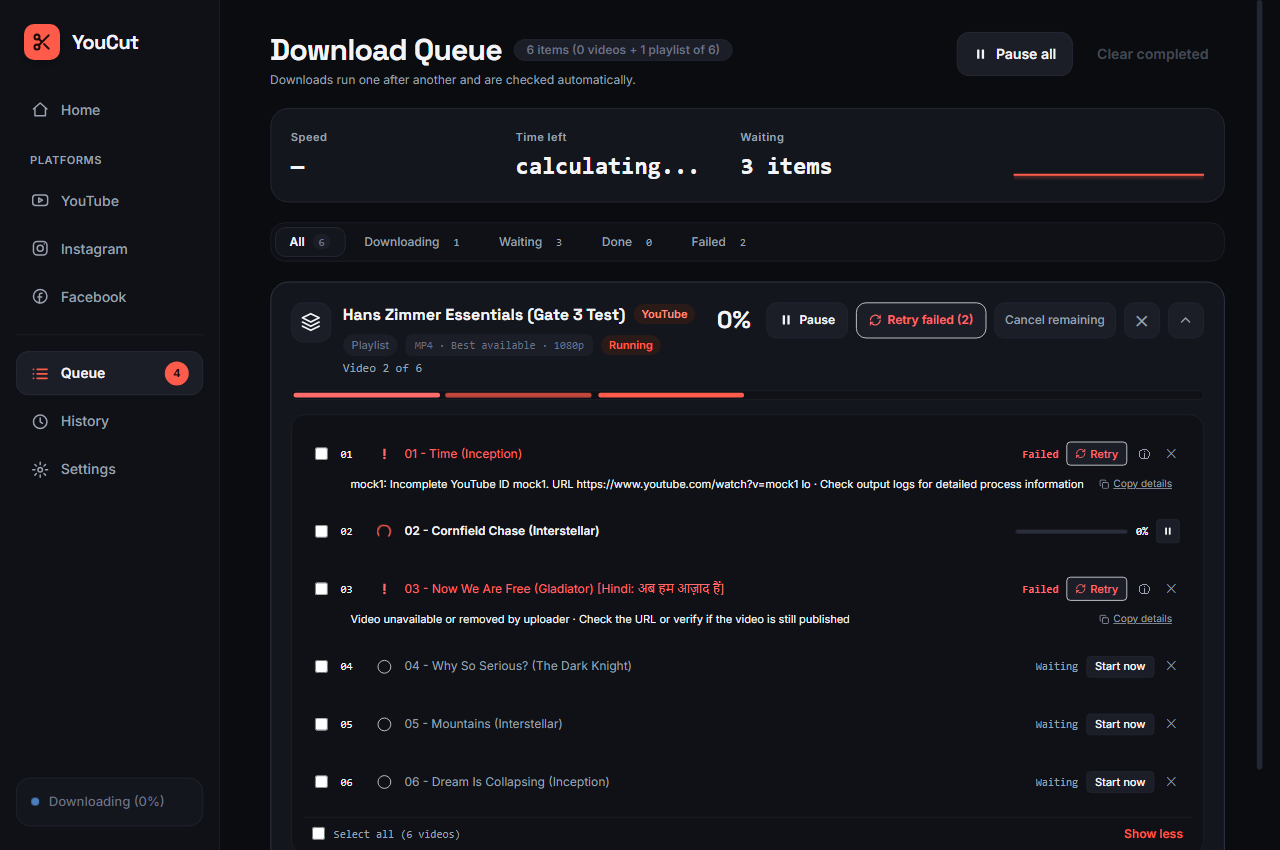 YouCut
Home
PLATFORMS
YouTube
Instagram
Facebook
Queue 4
History
Settings
Downloading (0%)
Download Queue 6 items (0 videos + 1 playlist of 6)
Downloads run one after another and are checked automatically.
Pause all Clear completed
Speed Time left Waiting
— calculating... 3 items
All 6 Downloading 1 Waiting 3 Done 0 Failed 2
Hans Zimmer Essentials (Gate 3 Test) YouTube 0% Pause Retry failed (2) Cancel remaining
Playlist MP4 · Best available · 1080p Running
Video 2 of 6
01 ! 01 - Time (Inception) Failed Retry
mock1: Incomplete YouTube ID mock1. URL https://www.youtube.com/watch?v=mock1 lo · Check output logs for detailed process information Copy details
02 02 - Cornfield Chase (Interstellar) 0%
03 ! 03 - Now We Are Free (Gladiator) [Hindi: अब हम आज़ाद हैं] Failed Retry
Video unavailable or removed by uploader · Check the URL or verify if the video is still published Copy details
04 04 - Why So Serious? (The Dark Knight) Waiting Start now
05 05 - Mountains (Interstellar) Waiting Start now
06 06 - Dream Is Collapsing (Inception) Waiting Start now
Select all (6 videos) Show less